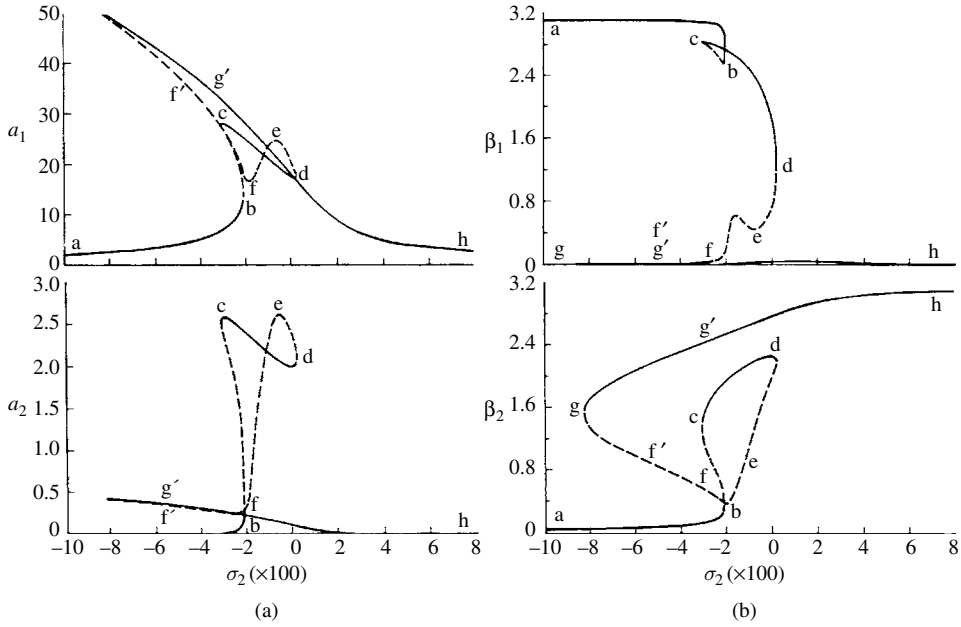 50
40
30
20
10
0
a₁
a
b
c
d
e
f
f′
g′
h
3.0
2.5
2.0
1.5
1.0
0.5
0
a₂
c
e
d
g′
f′
f
b
h
−10 −8 −6 −4 −2 0 2 4 6 8
σ₂ (×100)
(a)
3.2
2.4
1.6
0.8
0
β₁
a
c
b
d
e
f
f′
g′
g
h
3.2
2.4
1.6
0.8
0
β₂
h
g′
d
g
c
f′
f
e
b
a
−10 −8 −6 −4 −2 0 2 4 6 8
σ₂ (×100)
(b)